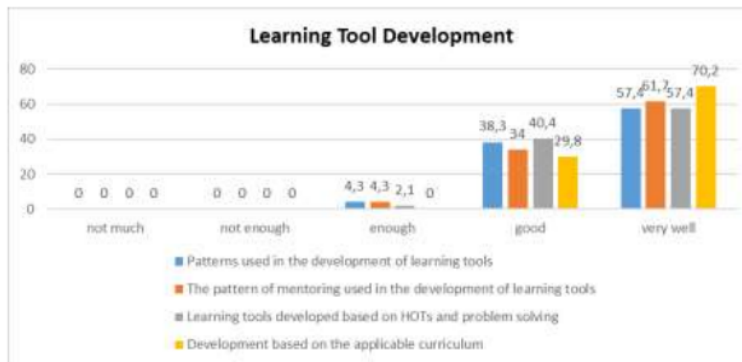 Learning Tool Development
80
60
40
20
0
0 0 0 0
0 0 0 0
4,3 4,3 2,1 0
38,3 34 40,4 29,8
57,4 61,7 57,4 70,2
not much not enough enough good very well
Patterns used in the development of learning tools
The pattern of mentoring used in the development of learning tools
Learning tools developed based on HOTs and problem solving
Development based on the applicable curriculum